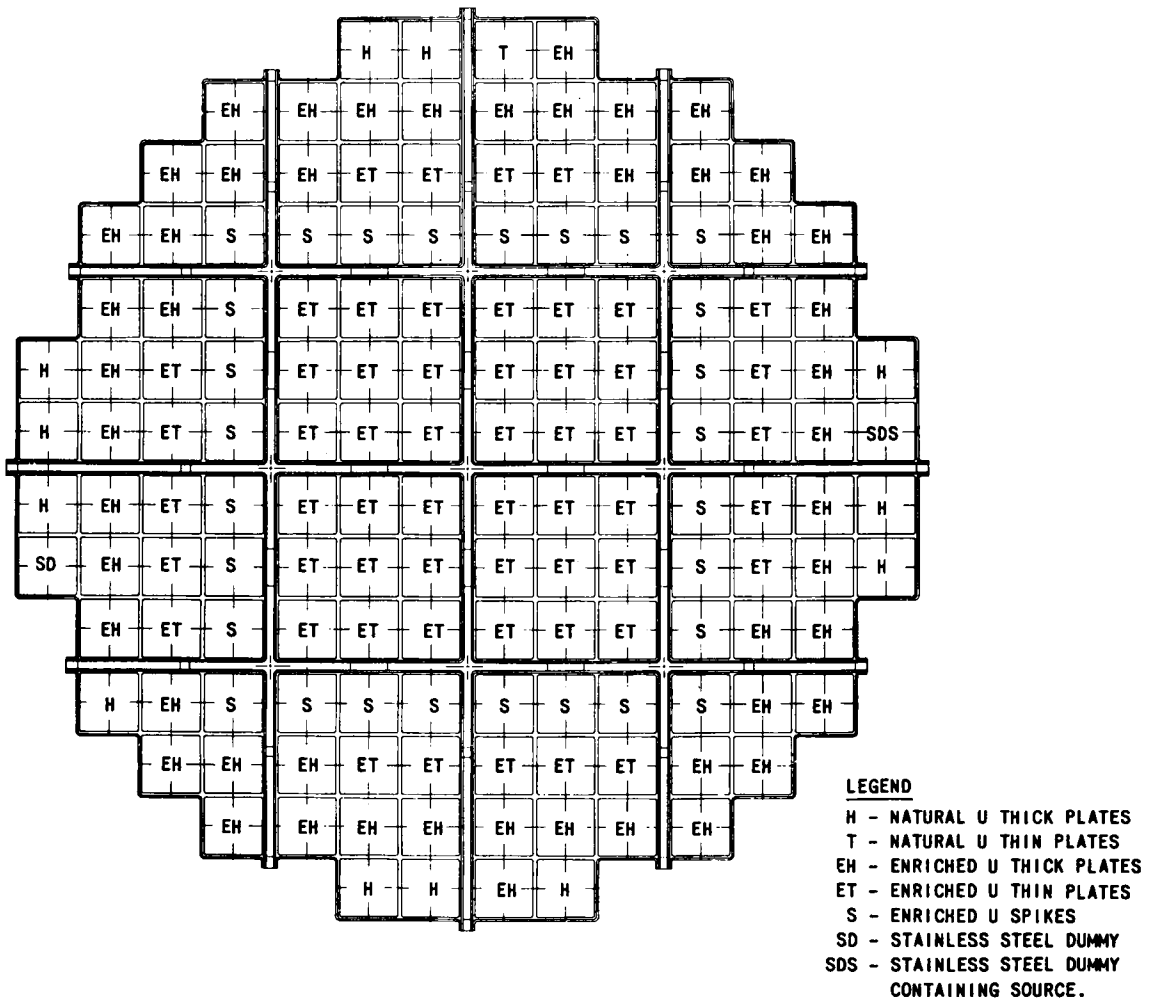 H H T EH
EH EH EH EH EH EH EH EH
EH EH EH ET ET ET ET EH EH EH
EH EH S S S S S S S S EH EH
EH EH S ET ET ET ET ET ET S ET EH
H EH ET S ET ET ET ET ET ET S ET EH H
H EH ET S ET ET ET ET ET ET S ET EH SDS
H EH ET S ET ET ET ET ET ET S ET EH H
SD EH ET S ET ET ET ET ET ET S ET EH H
EH ET S ET ET ET ET ET ET S EH EH
H EH S S S S S S S S EH EH
EH EH EH ET ET ET ET ET EH EH
EH EH EH EH EH EH EH EH
H H EH H
LEGEND
H - NATURAL U THICK PLATES
T - NATURAL U THIN PLATES
EH - ENRICHED U THICK PLATES
ET - ENRICHED U THIN PLATES
S - ENRICHED U SPIKES
SD - STAINLESS STEEL DUMMY
SDS - STAINLESS STEEL DUMMY
CONTAINING SOURCE.